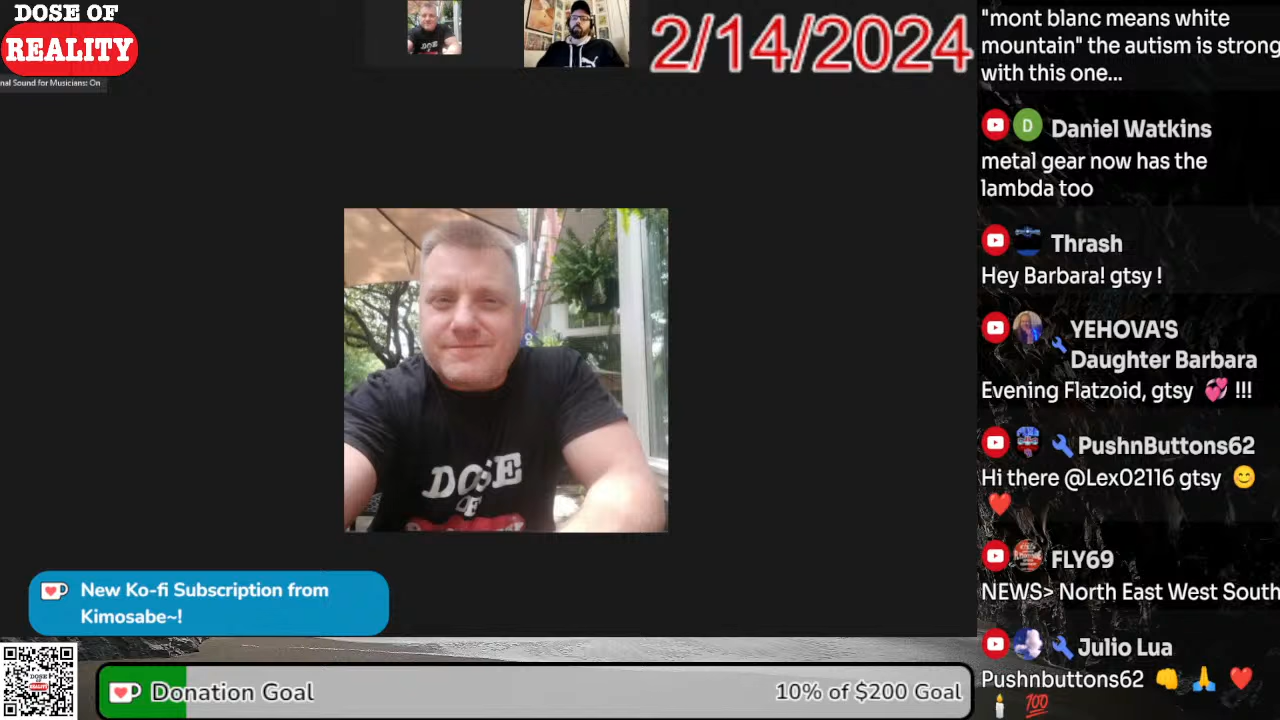 DOSE OF
REALITY
nal Sound for Musicians: On
2/14/2024
DOSE
OF
New Ko-fi Subscription from
Kimosabe~!
DOSE OF
REALITY
Donation Goal
10% of $200 Goal
"mont blanc means white
mountain" the autism is strong
with this one...
D
Daniel Watkins
metal gear now has the
lambda too
Thrash
Hey Barbara! gtsy !
YEHOVA'S
Daughter Barbara
Evening Flatzoid, gtsy 💞 !!!
PushnButtons62
Hi there @Lex02116 gtsy 😊
❤️
FLY69
NEWS> North East West South
Julio Lua
Pushnbuttons62 👊 🙏 ❤️
🕯️ 💯